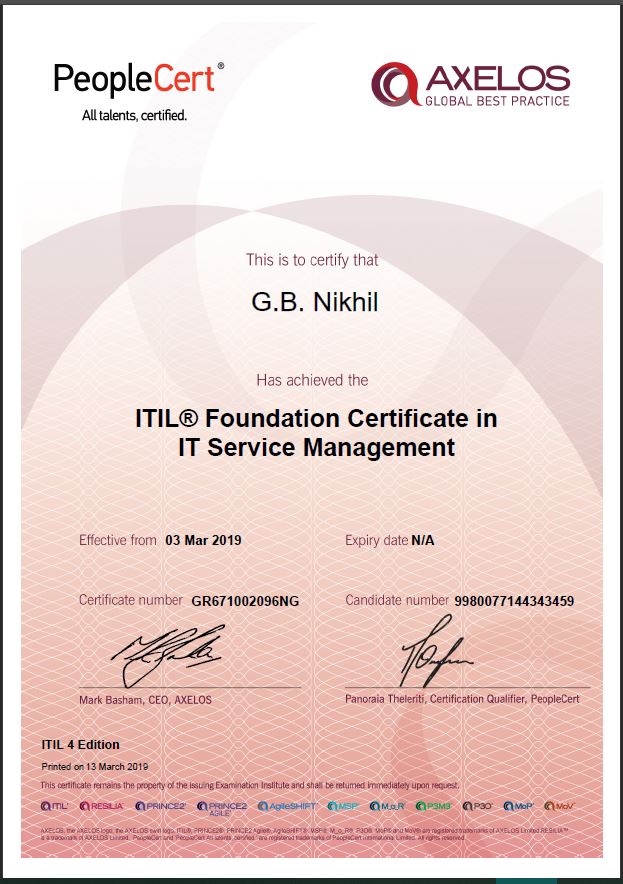 PeopleCert®
All talents, certified.
AXELOS
GLOBAL BEST PRACTICE
This is to certify that
G.B. Nikhil
Has achieved the
ITIL® Foundation Certificate in
IT Service Management
Effective from 03 Mar 2019
Expiry date N/A
Certificate number GR671002096NG
Candidate number 9980077144343459
Mark Basham, CEO, AXELOS
Panoraia Theleriti, Certification Qualifier, PeopleCert
ITIL 4 Edition
Printed on 13 March 2019
This certificate remains the property of the issuing Examination Institute and shall be returned immediately upon request.
ITIL® RESILIA™ PRINCE2® PRINCE2 AGILE® AgileSHIFT® MSP® M_o_R® P3M3® P3O® MoP® MoV®
AXELOS, the AXELOS logo, the AXELOS swirl logo, ITIL®, PRINCE2®, PRINCE2 Agile®, AgileSHIFT®, MSP®, M_o_R®, P3O®, MoP® and MoV® are registered trademarks of AXELOS Limited. RESILIA™
is a trademark of AXELOS Limited. PeopleCert and PeopleCert All talents, certified.® are registered trademarks of PeopleCert International Limited. All rights reserved.